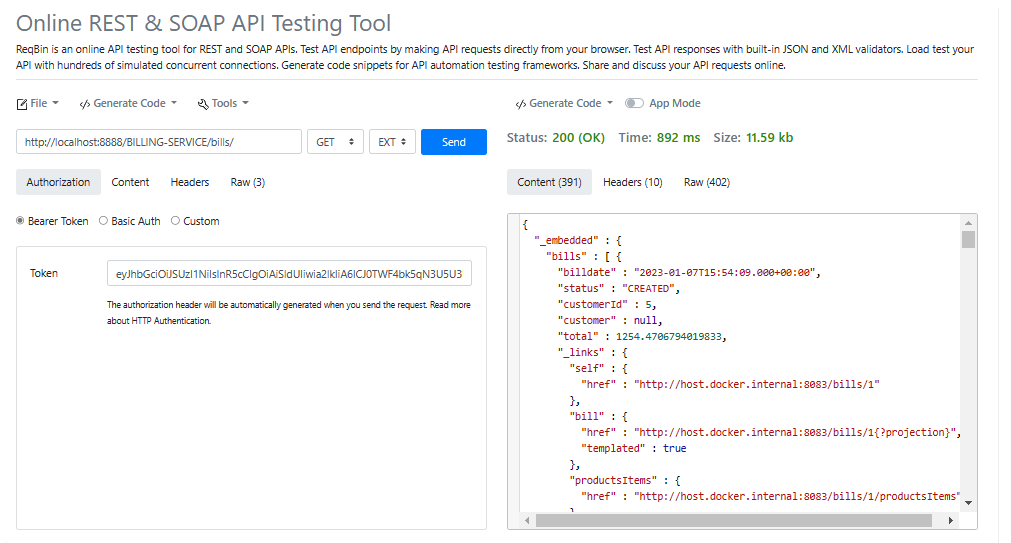 Online REST & SOAP API Testing Tool
ReqBin is an online API testing tool for REST and SOAP APIs. Test API endpoints by making API requests directly from your browser. Test API responses with built-in JSON and XML validators. Load test your
API with hundreds of simulated concurrent connections. Generate code snippets for API automation testing frameworks. Share and discuss your API requests online.
File
Generate Code
Tools
Generate Code
App Mode
http://localhost:8888/BILLING-SERVICE/bills/
GET
EXT
Send
Status: 200 (OK) Time: 892 ms Size: 11.59 kb
Authorization Content Headers Raw (3)
Content (391) Headers (10) Raw (402)
Bearer Token Basic Auth Custom
Token
The authorization header will be automatically generated when you send the request. Read more
about HTTP Authentication.
{
"_embedded" : {
"bills" : [ {
"billdate" : "2023-01-07T15:54:09.000+00:00",
"status" : "CREATED",
"customerId" : 5,
"customer" : null,
"total" : 1254.4706794019833,
"_links" : {
"self" : {
"href" : "http://host.docker.internal:8083/bills/1"
},
"bill" : {
"href" : "http://host.docker.internal:8083/bills/1{?projection}",
"templated" : true
},
"productsItems" : {
"href" : "http://host.docker.internal:8083/bills/1/productsItems"